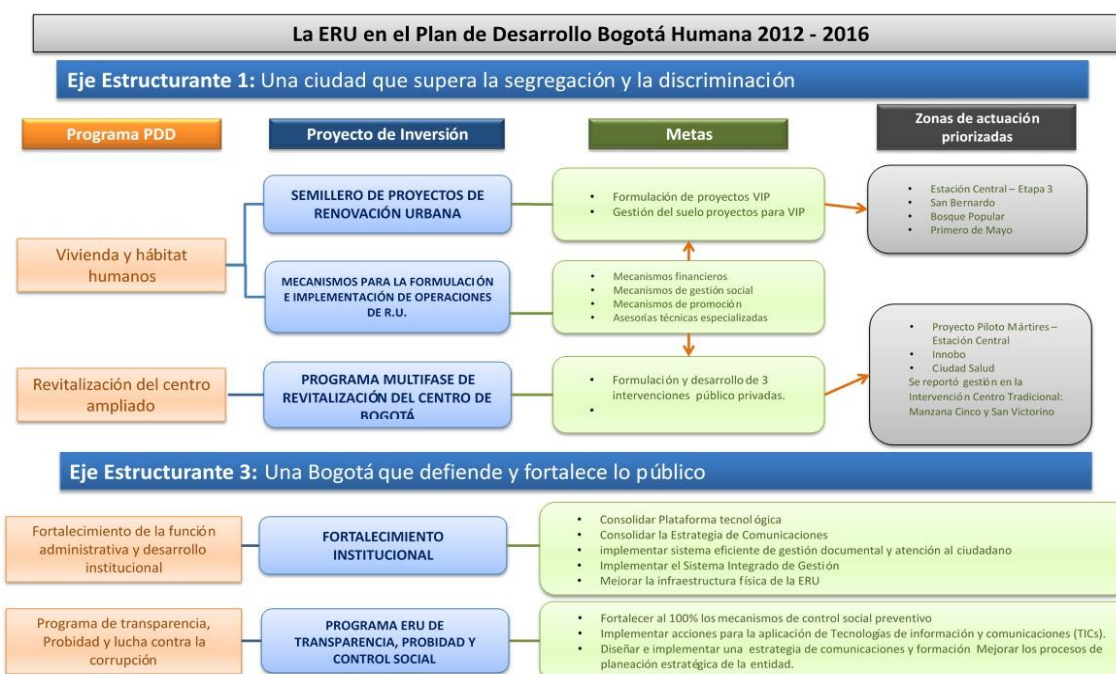 La ERU en el Plan de Desarrollo Bogotá Humana 2012 - 2016
Eje Estructurante 1: Una ciudad que supera la segregación y la discriminación
Programa PDD
Proyecto de Inversión
Metas
Zonas de actuación
priorizadas
Vivienda y hábitat
humanos
SEMILLERO DE PROYECTOS DE
RENOVACIÓN URBANA
• Formulación de proyectos VIP
• Gestión del suelo proyectos para VIP
• Estación Central – Etapa 3
• San Bernardo
• Bosque Popular
• Primero de Mayo
MECANISMOS PARA LA FORMULACIÓN
E IMPLEMENTACIÓN DE OPERACIONES
DE R.U.
• Mecanismos financieros
• Mecanismos de gestión social
• Mecanismos de promoción
• Asesorías técnicas especializadas
Revitalización del centro
ampliado
PROGRAMA MULTIFASE DE
REVITALIZACIÓN DEL CENTRO DE
BOGOTÁ
• Formulación y desarrollo de 3
intervenciones público privadas.
•
• Proyecto Piloto Mártires –
Estación Central
• Innobo
• Ciudad Salud
Se reportó gestión en la
Intervención Centro Tradicional:
Manzana Cinco y San Victorino
Eje Estructurante 3: Una Bogotá que defiende y fortalece lo público
Fortalecimiento de la función
administrativa y desarrollo
institucional
FORTALECIMIENTO
INSTITUCIONAL
• Consolidar Plataforma tecnológica
• Consolidar la Estrategia de Comunicaciones
• implementar sistema eficiente de gestión documental y atención al ciudadano
• Implementar el Sistema Integrado de Gestión
• Mejorar la infraestructura física de la ERU
Programa de transparencia,
Probidad y lucha contra la
corrupción
PROGRAMA ERU DE
TRANSPARENCIA, PROBIDAD Y
CONTROL SOCIAL
• Fortalecer al 100% los mecanismos de control social preventivo
• Implementar acciones para la aplicación de Tecnologías de información y comunicaciones (TICs).
• Diseñar e implementar una estrategia de comunicaciones y formación Mejorar los procesos de
planeación estratégica de la entidad.